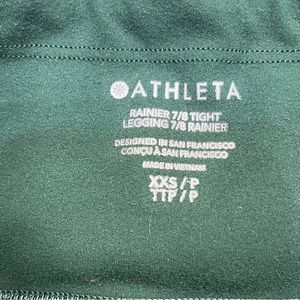 ATHLETA
RAINIER 7/8 TIGHT
LEGGING 7/8 RAINIER
DESIGNED IN SAN FRANCISCO
CONÇU À SAN FRANCISCO
MADE IN VIETNAM
XXS/P
TTP/P